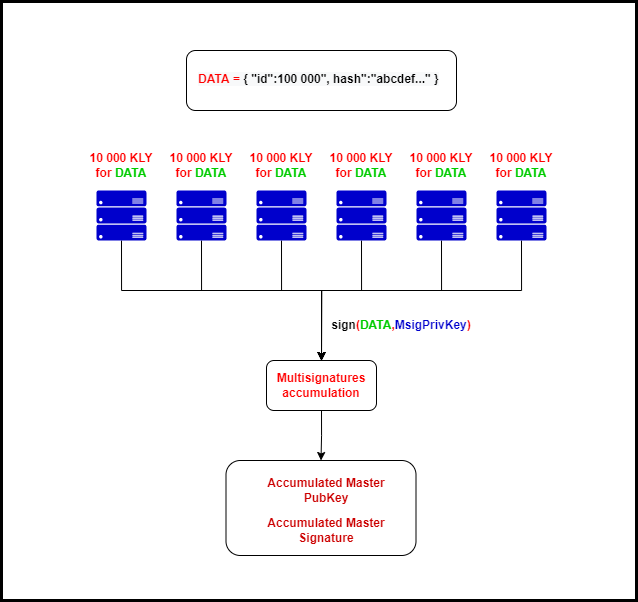 DATA = { "id":100 000", hash":"abcdef..." }
10 000 KLY 10 000 KLY 10 000 KLY 10 000 KLY 10 000 KLY 10 000 KLY
for DATA for DATA for DATA for DATA for DATA for DATA
sign(DATA,MsigPrivKey)
Multisignatures
accumulation
Accumulated Master
PubKey
Accumulated Master
Signature